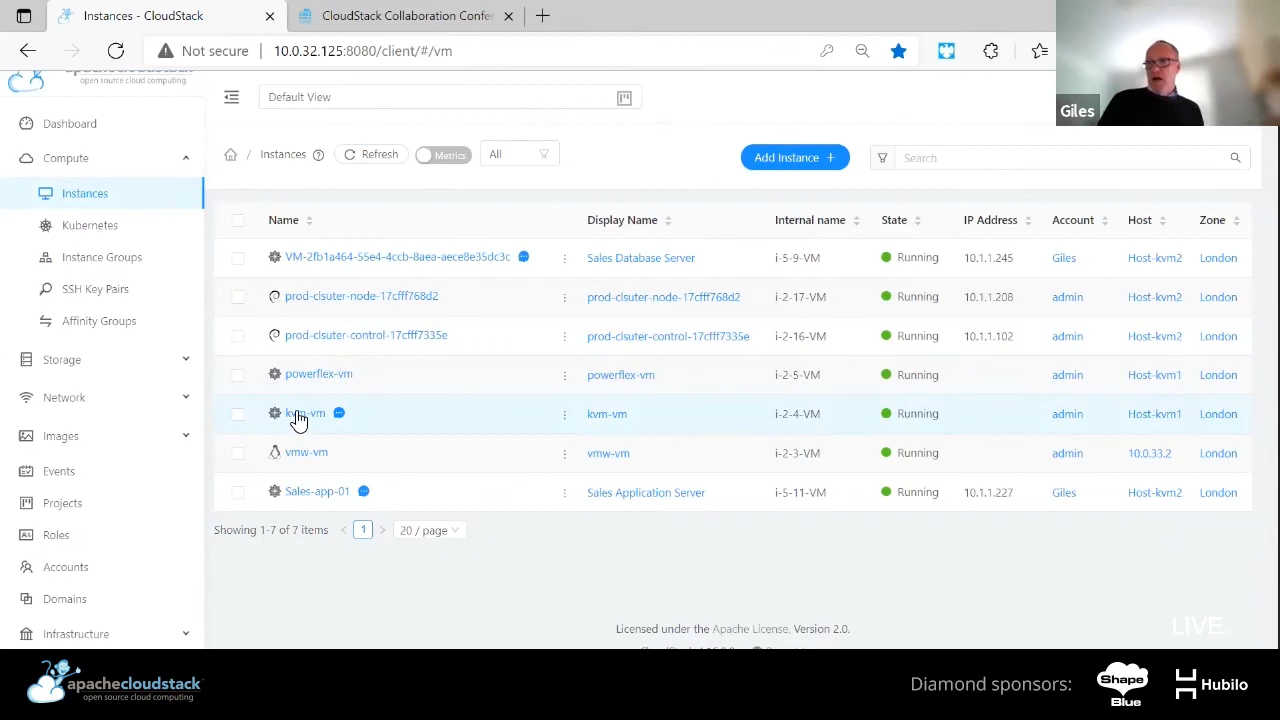 Instances - CloudStack
CloudStack Collaboration Confe
Not secure
10.0.32.125:8080/client/#/vm
Giles
apachecloudstack
open source cloud computing
Default View
Dashboard
Compute
Instances
Kubernetes
Instance Groups
SSH Key Pairs
Affinity Groups
Storage
Network
Images
Events
Projects
Roles
Accounts
Domains
Infrastructure
/ Instances
Refresh
Metrics
All
Add Instance +
Search
Name Display Name Internal name State IP Address Account Host Zone
VM-2fb1a464-55e4-4ccb-8aea-aece8e35dc3c Sales Database Server i-5-9-VM Running 10.1.1.245 Giles Host-kvm2 London
prod-clsuter-node-17cfff768d2 prod-clsuter-node-17cfff768d2 i-2-17-VM Running 10.1.1.208 admin Host-kvm2 London
prod-clsuter-control-17cfff7335e prod-clsuter-control-17cfff7335e i-2-16-VM Running 10.1.1.102 admin Host-kvm2 London
powerflex-vm powerflex-vm i-2-5-VM Running admin Host-kvm1 London
kvm-vm kvm-vm i-2-4-VM Running admin Host-kvm1 London
vmw-vm vmw-vm i-2-3-VM Running admin 10.0.33.2 London
Sales-app-01 Sales Application Server i-5-11-VM Running 10.1.1.227 Giles Host-kvm2 London
Showing 1-7 of 7 items < 1 > 20 / page
Licensed under the Apache License, Version 2.0.
LIVE
apachecloudstack
open source cloud computing
Diamond sponsors:
Shape
Blue
Hubilo